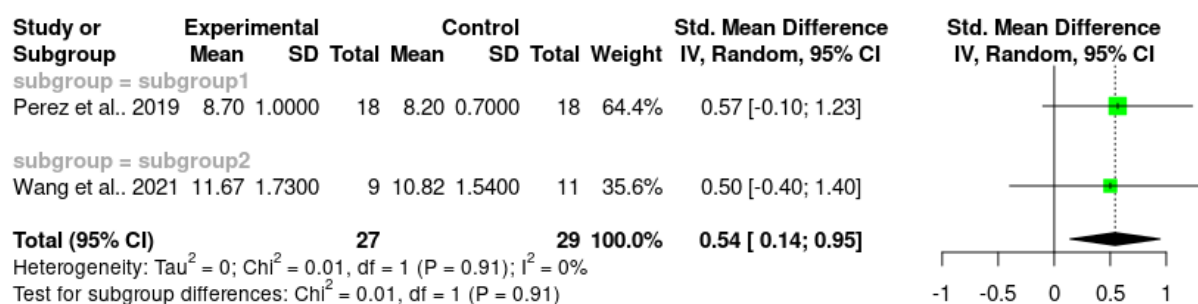 Study or Experimental Control Std. Mean Difference Std. Mean Difference
Subgroup Mean SD Total Mean SD Total Weight IV, Random, 95% CI IV, Random, 95% CI
subgroup = subgroup1
Perez et al.. 2019 8.70 1.0000 18 8.20 0.7000 18 64.4% 0.57 [-0.10; 1.23]
subgroup = subgroup2
Wang et al.. 2021 11.67 1.7300 9 10.82 1.5400 11 35.6% 0.50 [-0.40; 1.40]
Total (95% CI) 27 29 100.0% 0.54 [ 0.14; 0.95]
Heterogeneity: Tau² = 0; Chi² = 0.01, df = 1 (P = 0.91); I² = 0%
Test for subgroup differences: Chi² = 0.01, df = 1 (P = 0.91)
-1 -0.5 0 0.5 1